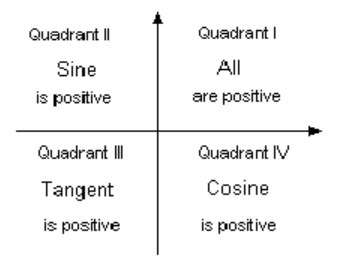 Quadrant II
Sine
is positive
Quadrant I
All
are positive
Quadrant III
Tangent
is positive
Quadrant IV
Cosine
is positive